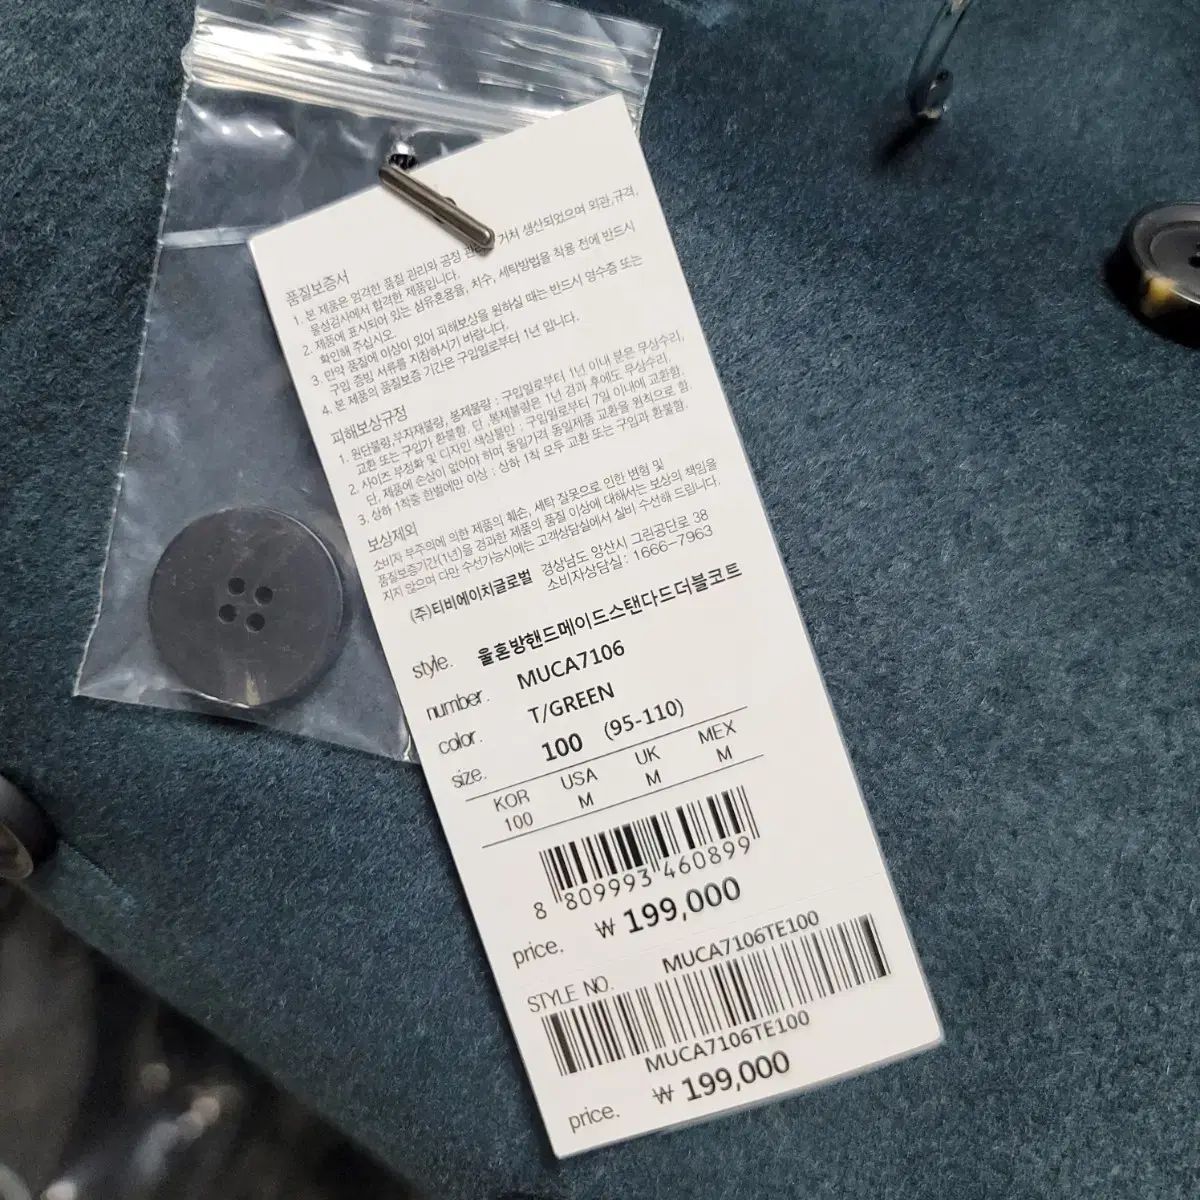 품질보증서
1. 본 제품은 엄격한 품질 관리와 공정 관리 거쳐 생산되었으며 외관,규격,
물성검사에서 합격한 제품입니다.
2. 제품에 표시되어 있는 섬유혼용율, 치수, 세탁방법을 착용 전에 반드시
확인해 주십시오.
3. 만약 품질에 이상이 있어 피해보상을 원하실 때는 반드시 영수증 또는
구입 증빙 서류를 지참하시기 바랍니다.
4. 본 제품의 품질보증 기간은 구입일로부터 1년 입니다.
피해보상규정
1. 원단불량,부자재불량, 봉제불량 : 구입일로부터 1년 이내 분은 무상수리,
교환 또는 구입가 환불함. 단, 봉제불량은 1년 경과 후에도 무상수리.
2. 사이즈 부정확 및 디자인 색상불만 : 구입일로부터 7일 이내에 교환함.
단, 제품에 손상이 없어야 하며 동일가격 동일제품 교환을 원칙으로 함.
3. 상하 1착중 한벌에만 이상 : 상하 1착 모두 교환 또는 구입과 환불함.
보상제외
소비자 부주의에 의한 제품의 훼손, 세탁 잘못으로 인한 변형 및
품질보증기간(1년)을 경과한 제품의 품질 이상에 대해서는 보상의 책임을
지지 않으며 다만 수선가능시에는 고객상담실에서 실비 수선해 드립니다.
(주)티비에이치글로벌 경상남도 양산시 그린공단로 38
소비자상담실 : 1666-7963
style. 울혼방핸드메이드스탠다드더블코트
number. MUCA7106
color. T/GREEN
size. 100 (95-110)
KOR USA UK MEX
100 M M M
8 809993 460899
price. ₩ 199,000
STYLE NO. MUCA7106TE100
MUCA7106TE100
price. ₩ 199,000